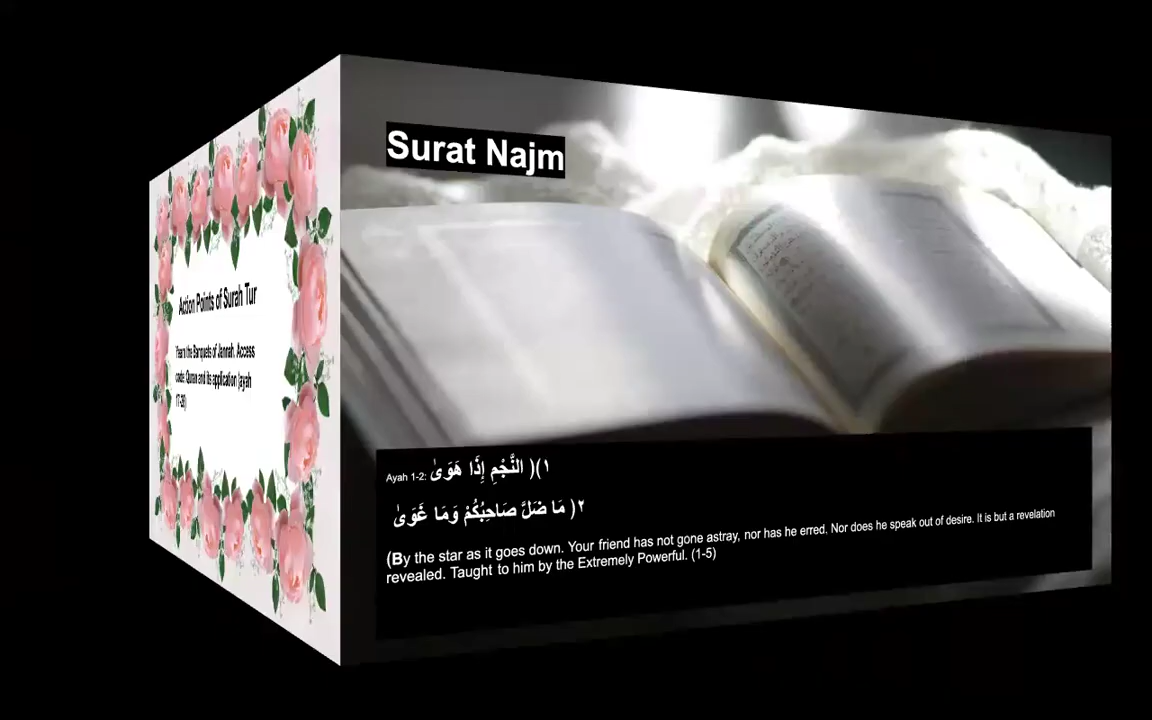 Action Points of Surah Tur
Yearn the Banquets of Jannah. Access
code: Quran and its application (ayah
17-28)
Surat Najm
Ayah 1-2: النَّجْمِ إِذَا هَوَىٰ )(١
٢( مَا ضَلَّ صَاحِبُكُمْ وَمَا غَوَىٰ
(By the star as it goes down. Your friend has not gone astray, nor has he erred. Nor does he speak out of desire. It is but a revelation
revealed. Taught to him by the Extremely Powerful. (1-5)